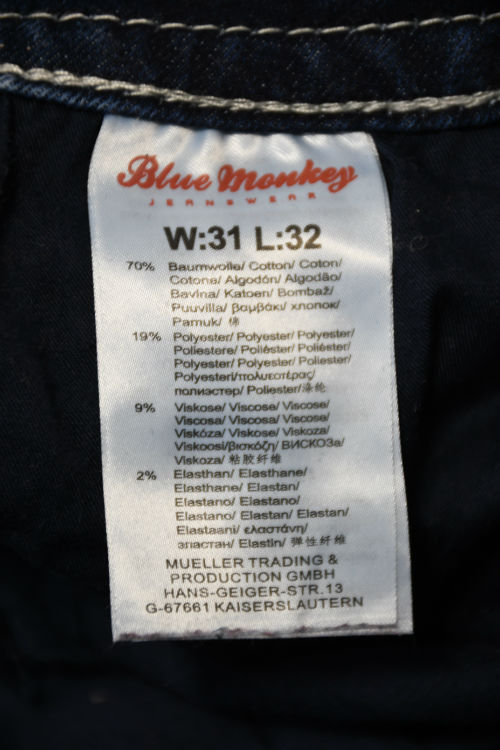 Blue Monkey
JEANSWEAR
W:31 L:32
70% Baumwolle/ Cotton/ Coton/
Cotone/ Algodón/ Algodão/
Bavlna/ Katoen/ Bombaž/
Puuvilla/ βαμβάκι/ хлопок/
Pamuk/ 棉
19% Polyester/ Polyester/ Polyester/
Poliestere/ Poliéster/ Poliéster/
Polyester/ Polyester/ Poliester/
Polyesteri/πολυεστέρας/
полиэстер/ Poliester/涤纶
9% Viskose/ Viscose/ Viscose/
Viscosa/ Viscosa/ Viscose/
Viskóza/ Viskose/ Viskoza/
Viskoosi/βισκόζη/ ВИСКОЗа/
Viskoza/ 粘胶纤维
2% Elasthan/ Elasthane/
Elasthane/ Elastan/
Elastano/ Elastano/
Elastano/ Elastan/ Elastan/
Elastaani/ ελαστάνη/
эластан/ Elastin/ 弹性纤维
MUELLER TRADING &
PRODUCTION GMBH
HANS-GEIGER-STR.13
G-67661 KAISERSLAUTERN